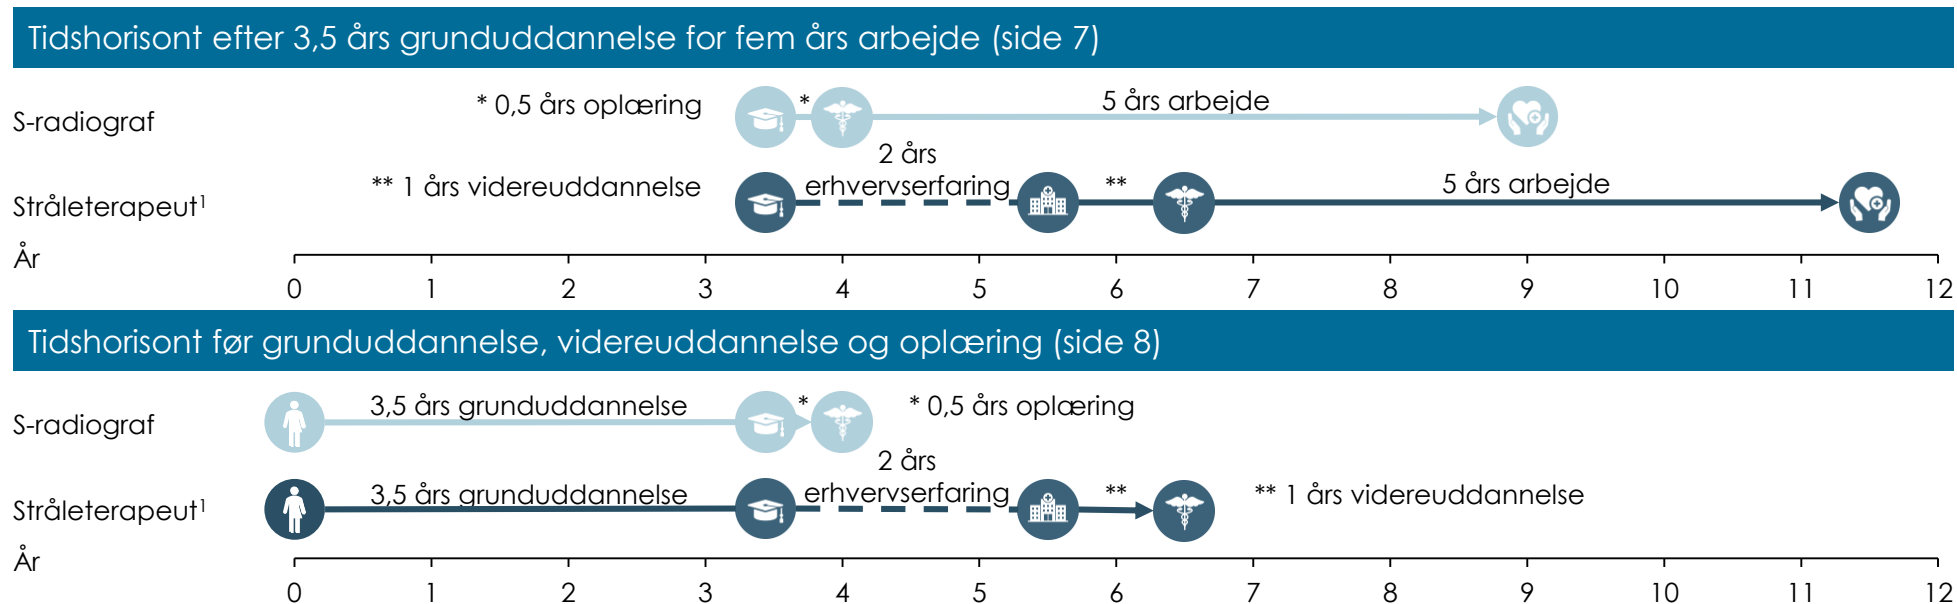 Tidshorisont efter 3,5 års grunduddannelse for fem års arbejde (side 7)
S-radiograf
* 0,5 års oplæring
*
5 års arbejde
Stråleterapeut¹
** 1 års videreuddannelse
2 års
erhvervserfaring
**
5 års arbejde
År
0 1 2 3 4 5 6 7 8 9 10 11 12
Tidshorisont før grunduddannelse, videreuddannelse og oplæring (side 8)
S-radiograf
3,5 års grunduddannelse
*
* 0,5 års oplæring
Stråleterapeut¹
3,5 års grunduddannelse
2 års
erhvervserfaring
**
** 1 års videreuddannelse
År
0 1 2 3 4 5 6 7 8 9 10 11 12